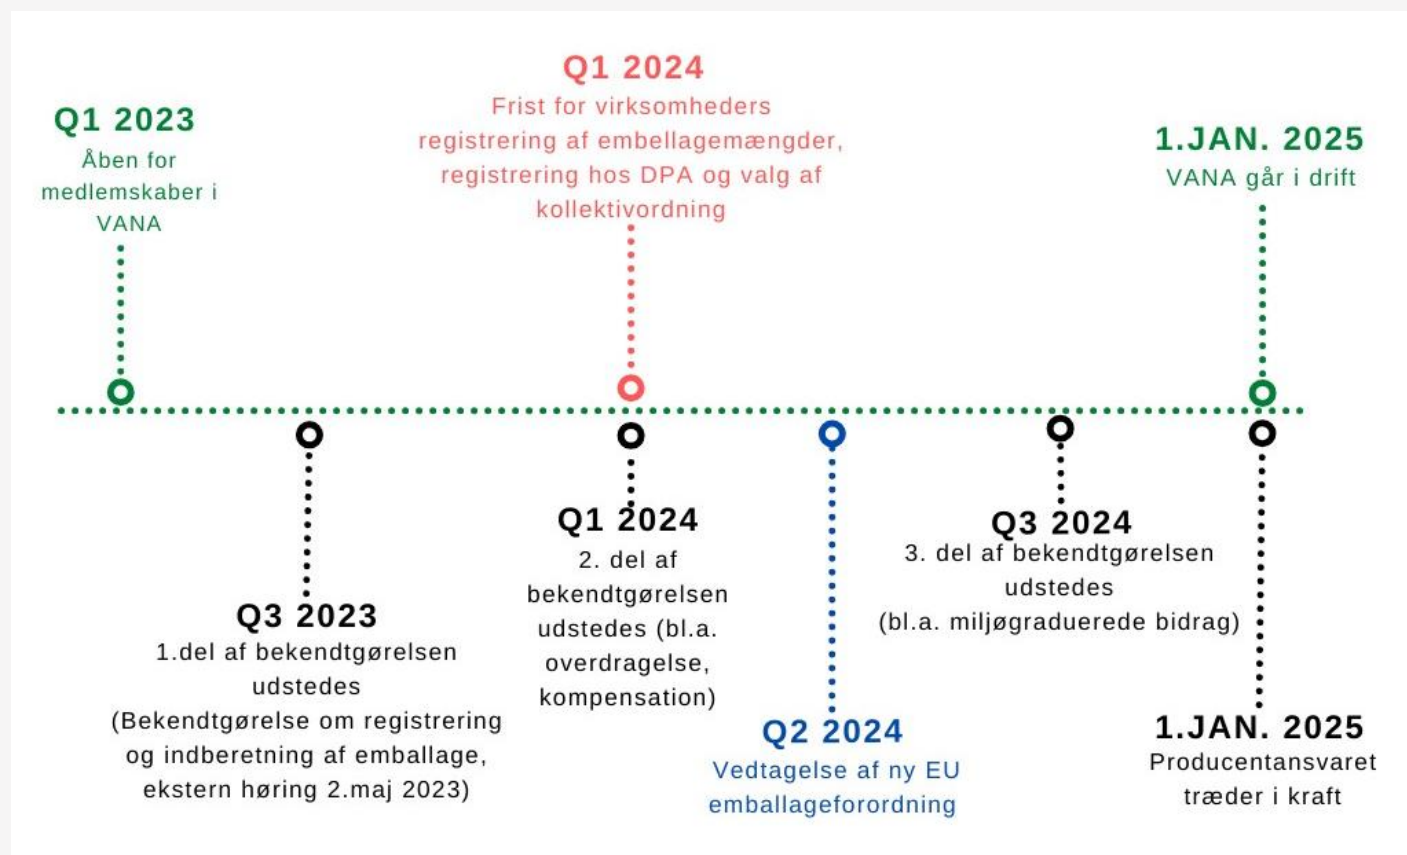 Q1 2023
Åben for
medlemskaber i
VANA
Q1 2024
Frist for virksomheders
registrering af embellagemængder,
registrering hos DPA og valg af
kollektivordning
1.JAN. 2025
VANA går i drift
Q3 2023
1.del af bekendtgørelsen
udstedes
(Bekendtgørelse om registrering
og indberetning af emballage,
ekstern høring 2.maj 2023)
Q1 2024
2. del af
bekendtgørelsen
udstedes (bl.a.
overdragelse,
kompensation)
Q2 2024
Vedtagelse af ny EU
emballageforordning
Q3 2024
3. del af bekendtgørelsen
udstedes
(bl.a. miljøgraduerede bidrag)
1.JAN. 2025
Producentansvaret
træder i kraft